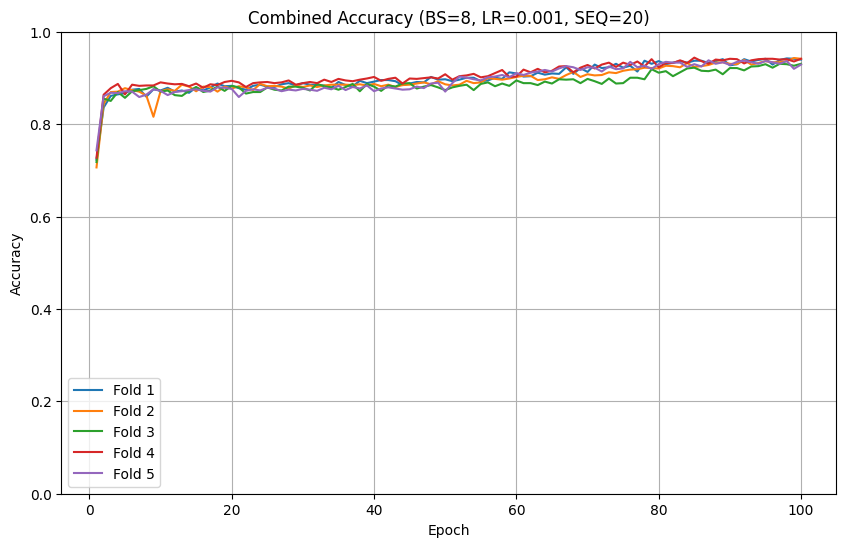 Combined Accuracy (BS=8, LR=0.001, SEQ=20)
Accuracy
1.0
0.8
0.6
0.4
0.2
0.0
Fold 1
Fold 2
Fold 3
Fold 4
Fold 5
0 20 40 60 80 100
Epoch